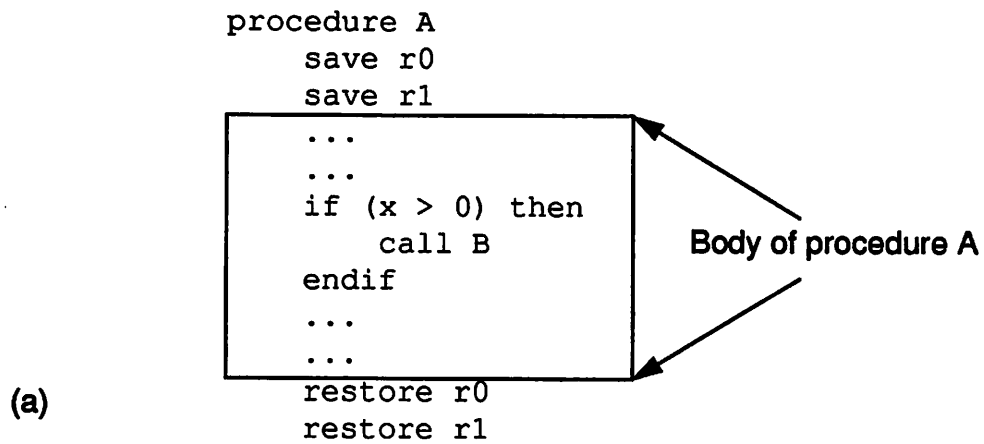 procedure A
save r0
save r1
...
...
if (x > 0) then
call B
endif
...
...
restore r0
restore r1
Body of procedure A
(a)